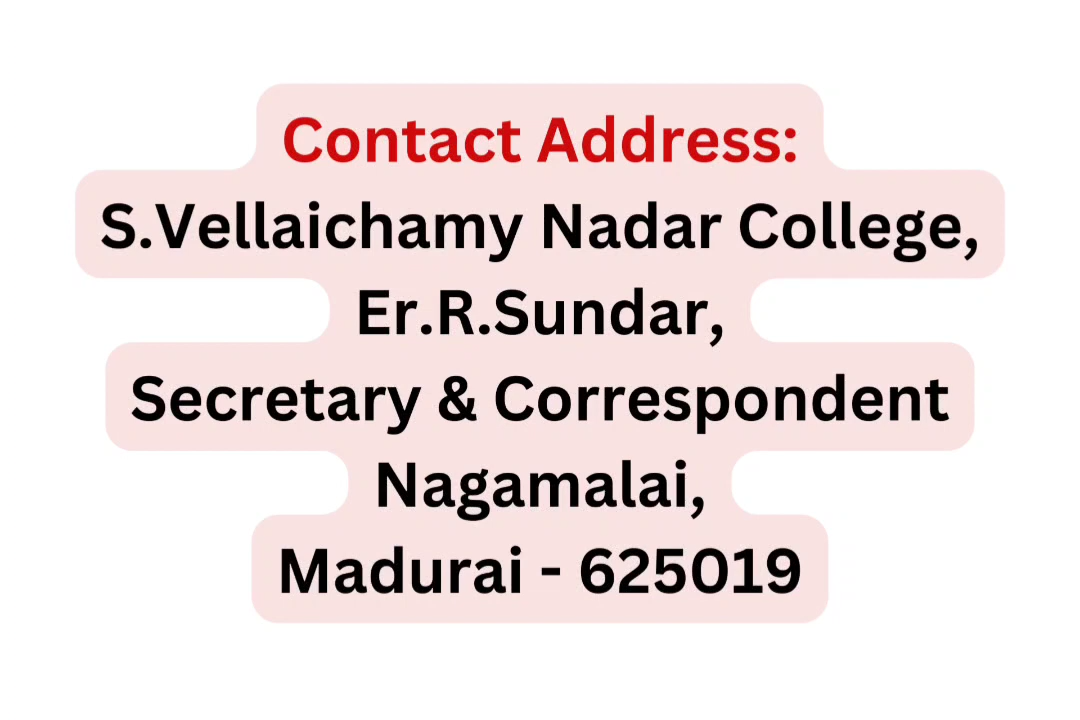 Contact Address:
S.Vellaichamy Nadar College,
Er.R.Sundar,
Secretary & Correspondent
Nagamalai,
Madurai - 625019